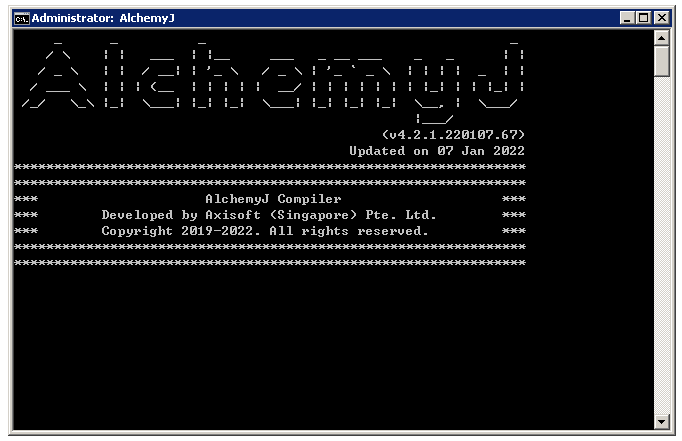 Administrator: AlchemyJ
AlchemyJ
(v4.2.1.220107.67)
Updated on 07 Jan 2022
****************************************************************
****************************************************************
***                     AlchemyJ Compiler                    ***
***        Developed by Axisoft (Singapore) Pte. Ltd.        ***
***        Copyright 2019-2022. All rights reserved.         ***
****************************************************************
****************************************************************